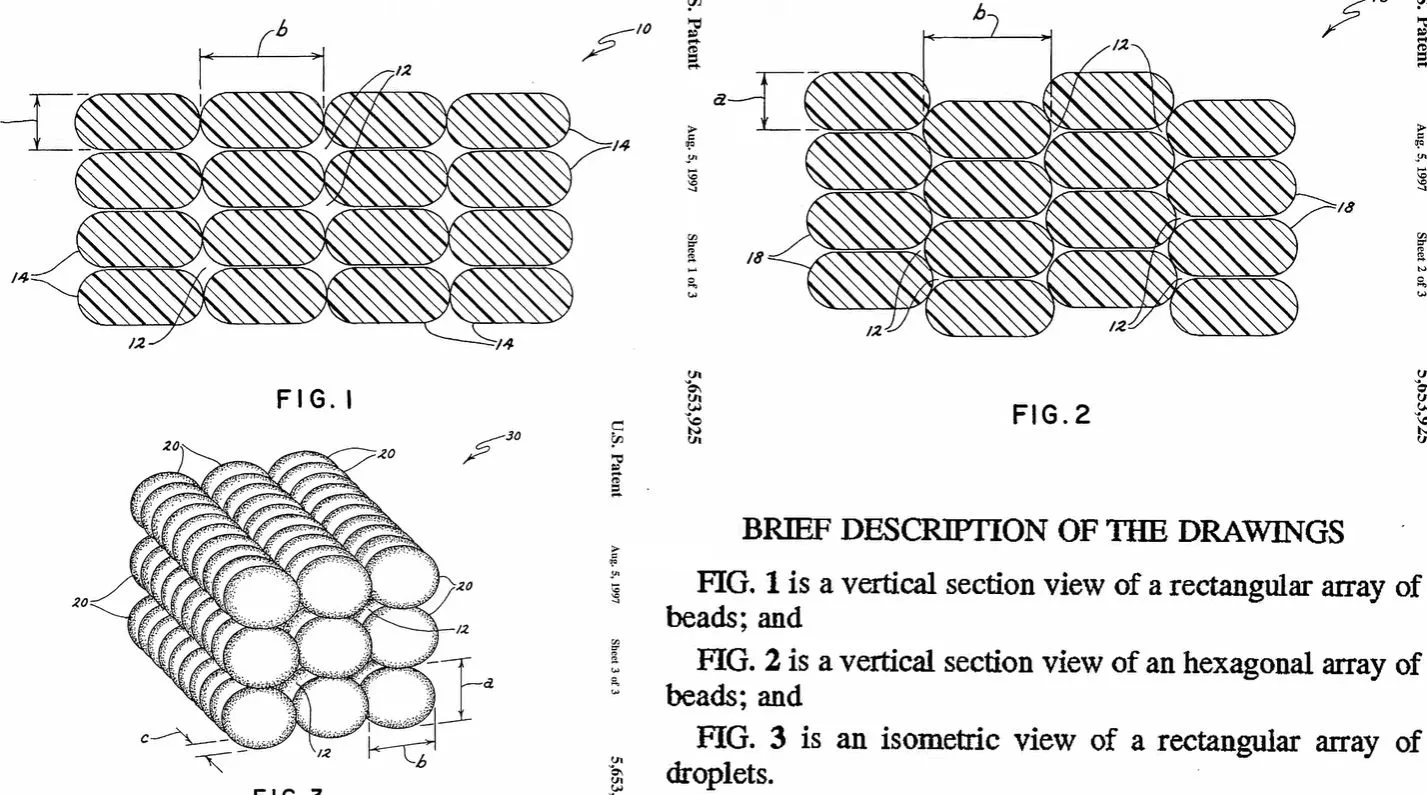 b
10
12
14
14
12
14
FIG. 1
S. Patent
Aug. 5, 1997
Sheet 1 of 3
5,653,925
b
12
a
18
18
12
12
FIG. 2
S. Patent
Aug. 5, 1997
Sheet 2 of 3
5,653,925
20
20
30
20
20
12
a
c
12
b
FIG. 3
U.S. Patent
Aug. 5, 1997
Sheet 3 of 3
5,653,
BRIEF DESCRIPTION OF THE DRAWINGS
FIG. 1 is a vertical section view of a rectangular array of
beads; and
FIG. 2 is a vertical section view of an hexagonal array of
beads; and
FIG. 3 is an isometric view of a rectangular array of
droplets.